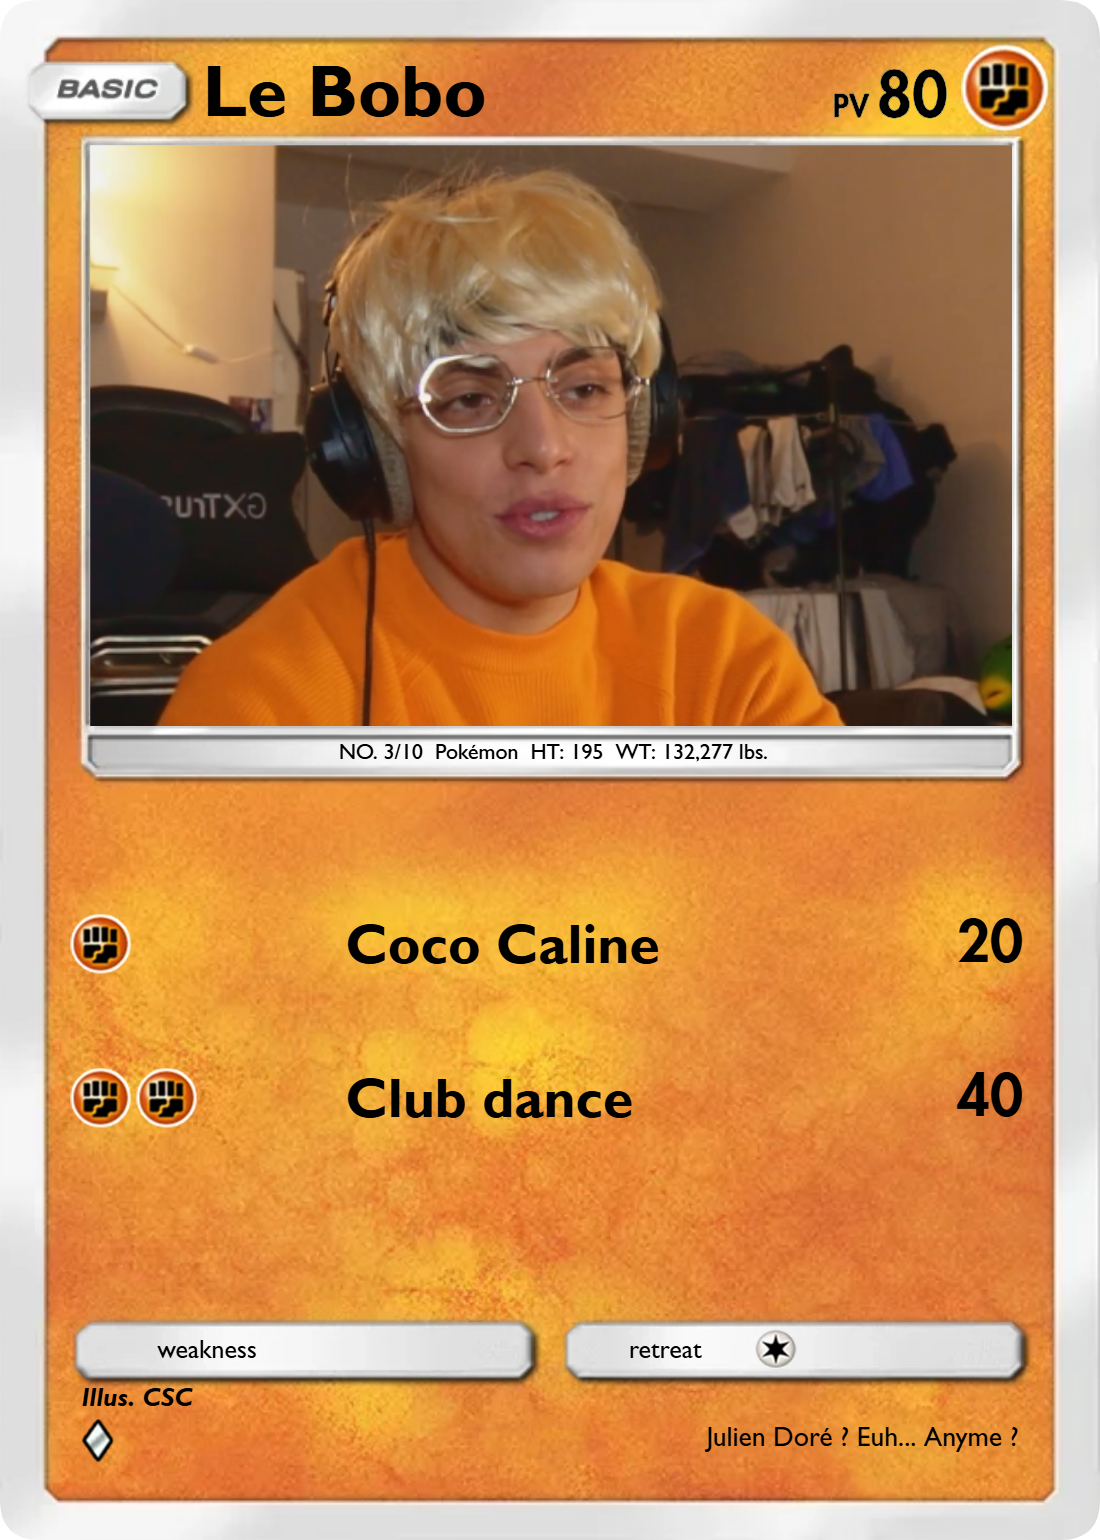 BASIC Le Bobo PV 80
GXTrus
NO. 3/10 Pokémon HT: 195 WT: 132,277 lbs.
Coco Caline 20
Club dance 40
weakness retreat
Illus. CSC
Julien Doré ? Euh... Anyme ?